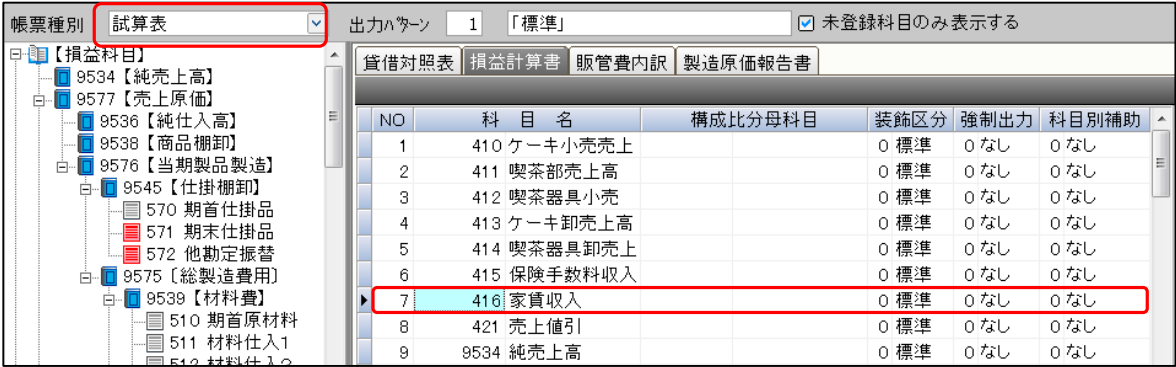 帳票種別 試算表 出力ﾊﾟﾀｰﾝ 1 「標準」 未登録科目のみ表示する
【損益科目】
9534【純売上高】
9577【売上原価】
9536【純仕入高】
9538【商品棚卸】
9576【当期製品製造】
9545【仕掛棚卸】
570 期首仕掛品
571 期末仕掛品
572 他勘定振替
9575〔総製造費用〕
9539【材料費】
510 期首原材料
511 材料仕入1
512 材料仕入2
貸借対照表 損益計算書 販管費内訳 製造原価報告書
NO 科 目 名 構成比分母科目 装飾区分 強制出力 科目別補助
1 410 ケーキ小売売上 0 標準 0 なし 0 なし
2 411 喫茶部売上高 0 標準 0 なし 0 なし
3 412 喫茶器具小売 0 標準 0 なし 0 なし
4 413 ケーキ卸売上高 0 標準 0 なし 0 なし
5 414 喫茶器具卸売上 0 標準 0 なし 0 なし
6 415 保険手数料収入 0 標準 0 なし 0 なし
7 416 家賃収入 0 標準 0 なし 0 なし
8 421 売上値引 0 標準 0 なし 0 なし
9 9534 純売上高 0 標準 0 なし 0 なし